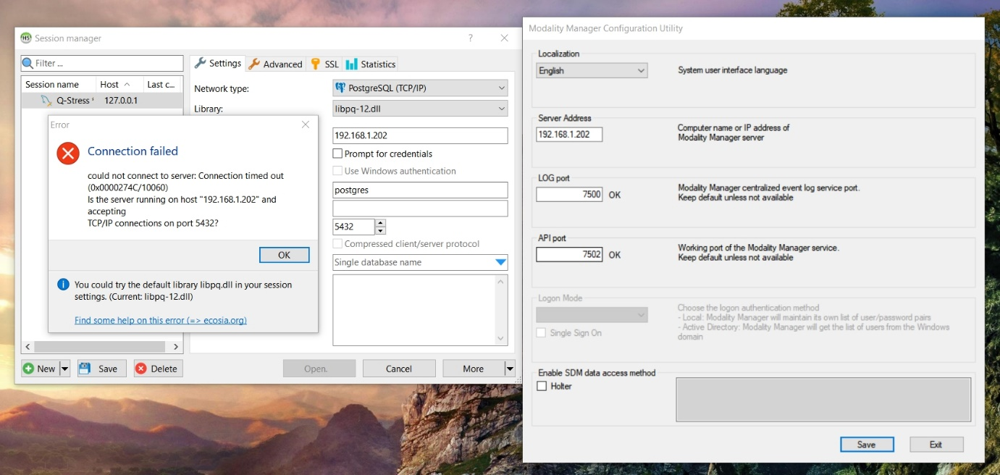 Session manager
?
Filter ...
Session name Host Last c...
Q-Stress 127.0.0.1
Settings Advanced SSL Statistics
Network type: PostgreSQL (TCP/IP)
Library: libpq-12.dll
192.168.1.202
Prompt for credentials
Use Windows authentication
postgres
5432
Compressed client/server protocol
Single database name
Error
Connection failed
could not connect to server: Connection timed out
(0x0000274C/10060)
Is the server running on host "192.168.1.202" and
accepting
TCP/IP connections on port 5432?
OK
You could try the default library libpq.dll in your session
settings. (Current: libpq-12.dll)
Find some help on this error (=> ecosia.org)
New Save Delete Open. Cancel More
Modality Manager Configuration Utility
Localization
English
System user interface language
Server Address
192.168.1.202
Computer name or IP address of
Modality Manager server
LOG port
7500 OK
Modality Manager centralized event log service port.
Keep default unless not available
API port
7502 OK
Working port of the Modality Manager service.
Keep default unless not available
Logon Mode
Single Sign On
Choose the logon authentication method
- Local: Modality Manager will maintain its own list of user/password pairs
- Active Directory: Modality Manager will get the list of users from the Windows
domain
Enable SDM data access method
Holter
Save Exit